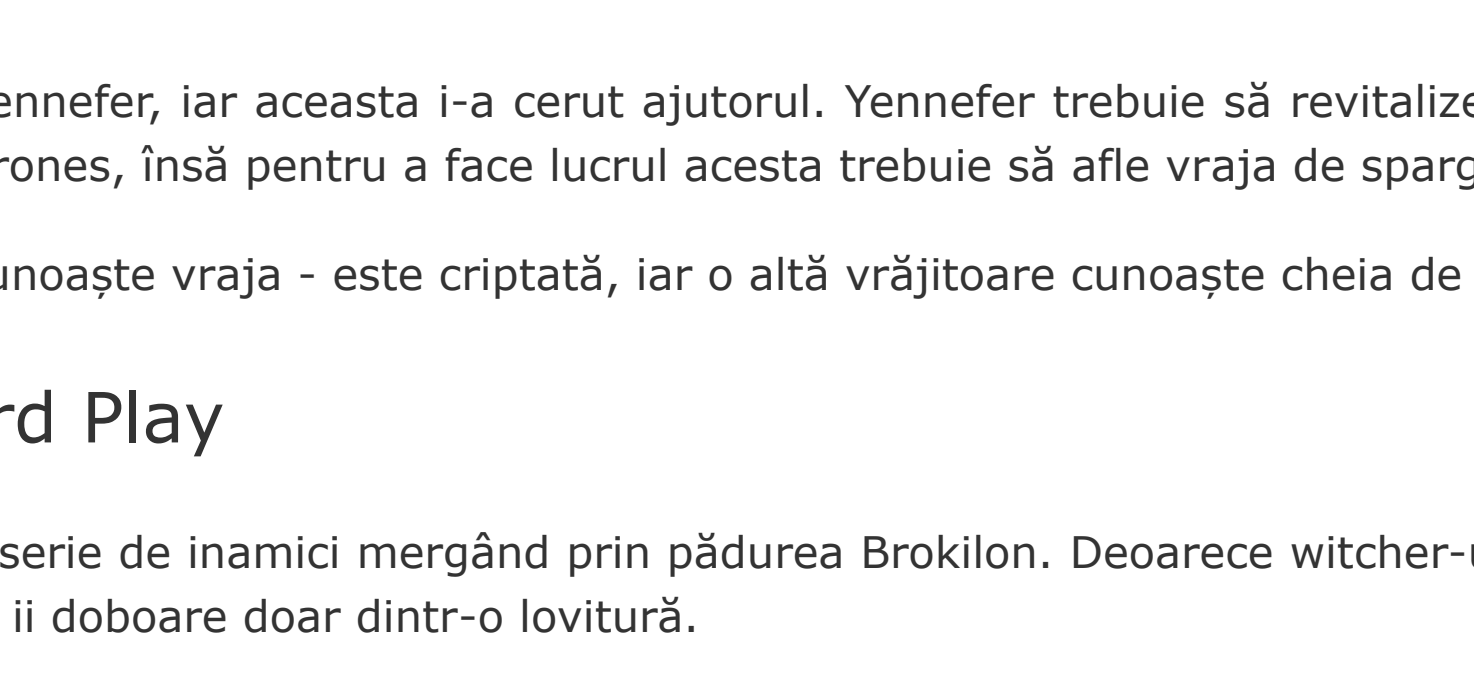 ennefer, iar aceasta i-a cerut ajutorul. Yennefer trebuie să revitalize
rones, însă pentru a face lucrul acesta trebuie să afle vraja de sparg
unoaște vraja - este criptată, iar o altă vrăjitoare cunoaște cheia de
rd Play
serie de inamici mergând prin pădurea Brokilon. Deoarece witcher-u
ii doboare doar dintr-o lovitură.